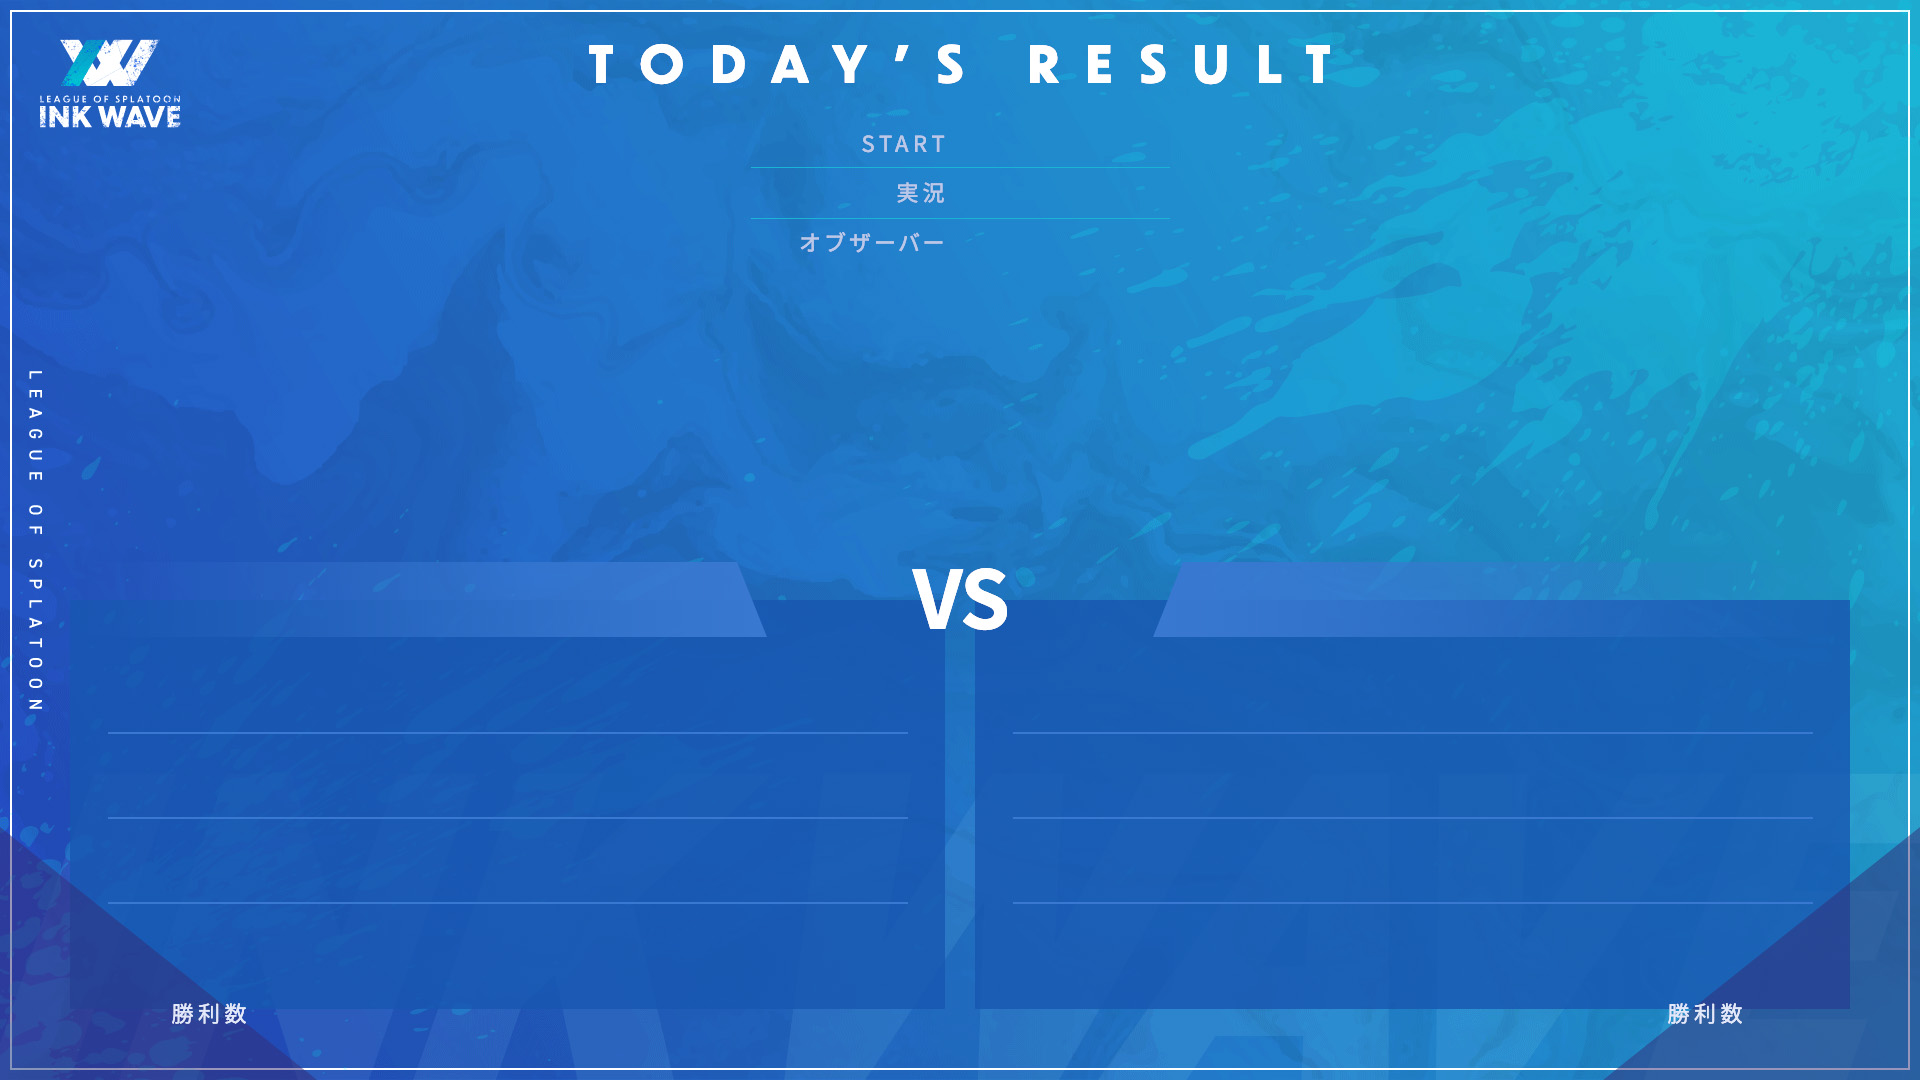 LEAGUE OF SPLATOON
INK WAVE
TODAY'S RESULT
START
実況
オブザーバー
LEAGUE OF SPLATOON
VS
勝利数
勝利数